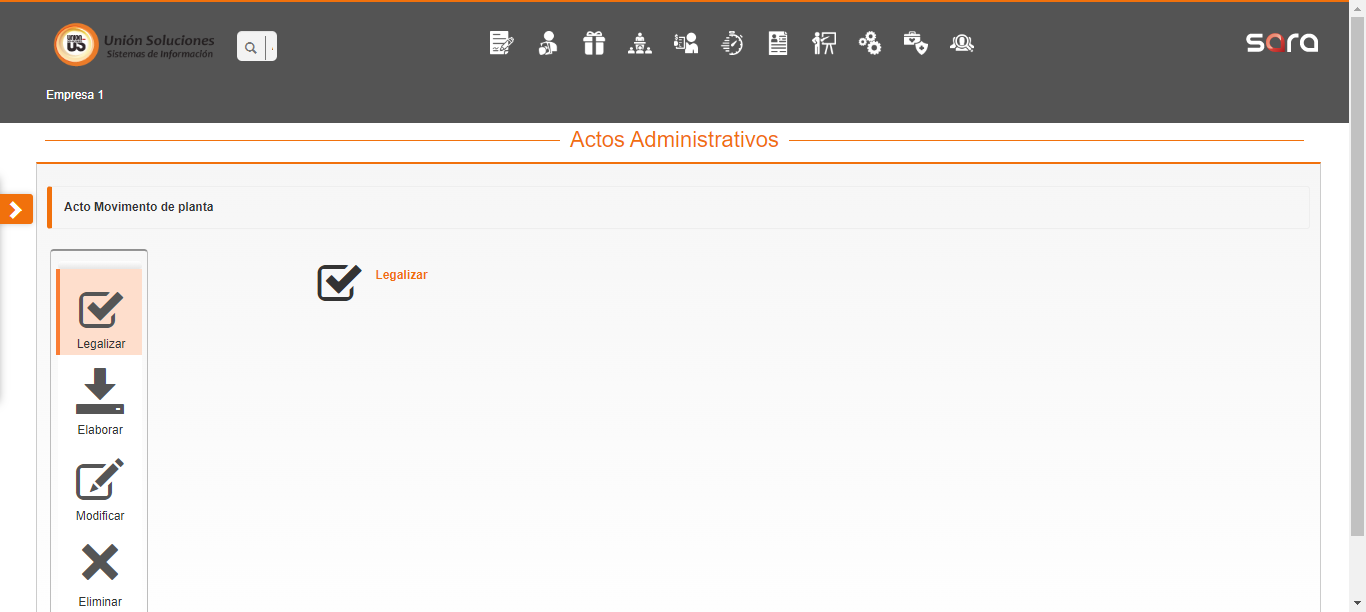 UNION
US
Unión Soluciones
Sistemas de Información
sara
Empresa 1
Actos Administrativos
Acto Movimento de planta
Legalizar
Legalizar
Elaborar
Modificar
Eliminar